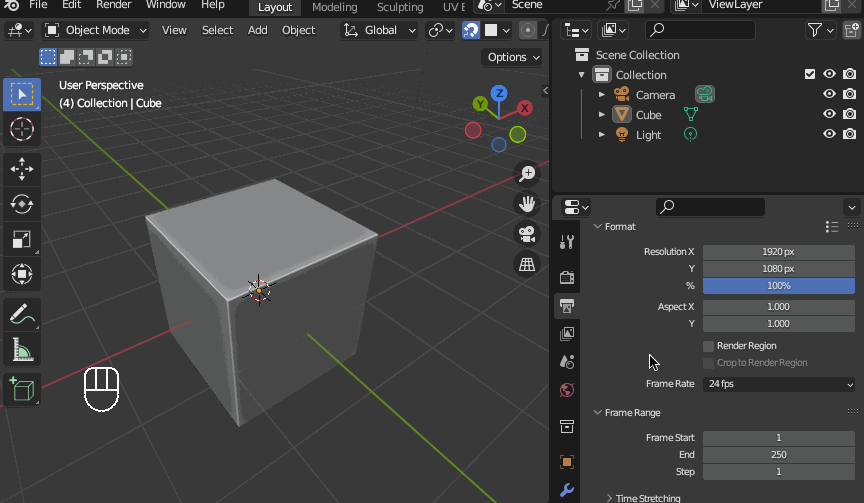 File Edit Render Window Help Layout Modeling Sculpting UV E Scene ViewLayer
Object Mode View Select Add Object Global
Options
User Perspective
(4) Collection | Cube
Z
Y
X
Scene Collection
Collection
Camera
Cube
Light
Format
Resolution X 1920 px
Y 1080 px
% 100%
Aspect X 1.000
Y 1.000
Render Region
Crop to Render Region
Frame Rate 24 fps
Frame Range
Frame Start 1
End 250
Step 1
Time Stretching